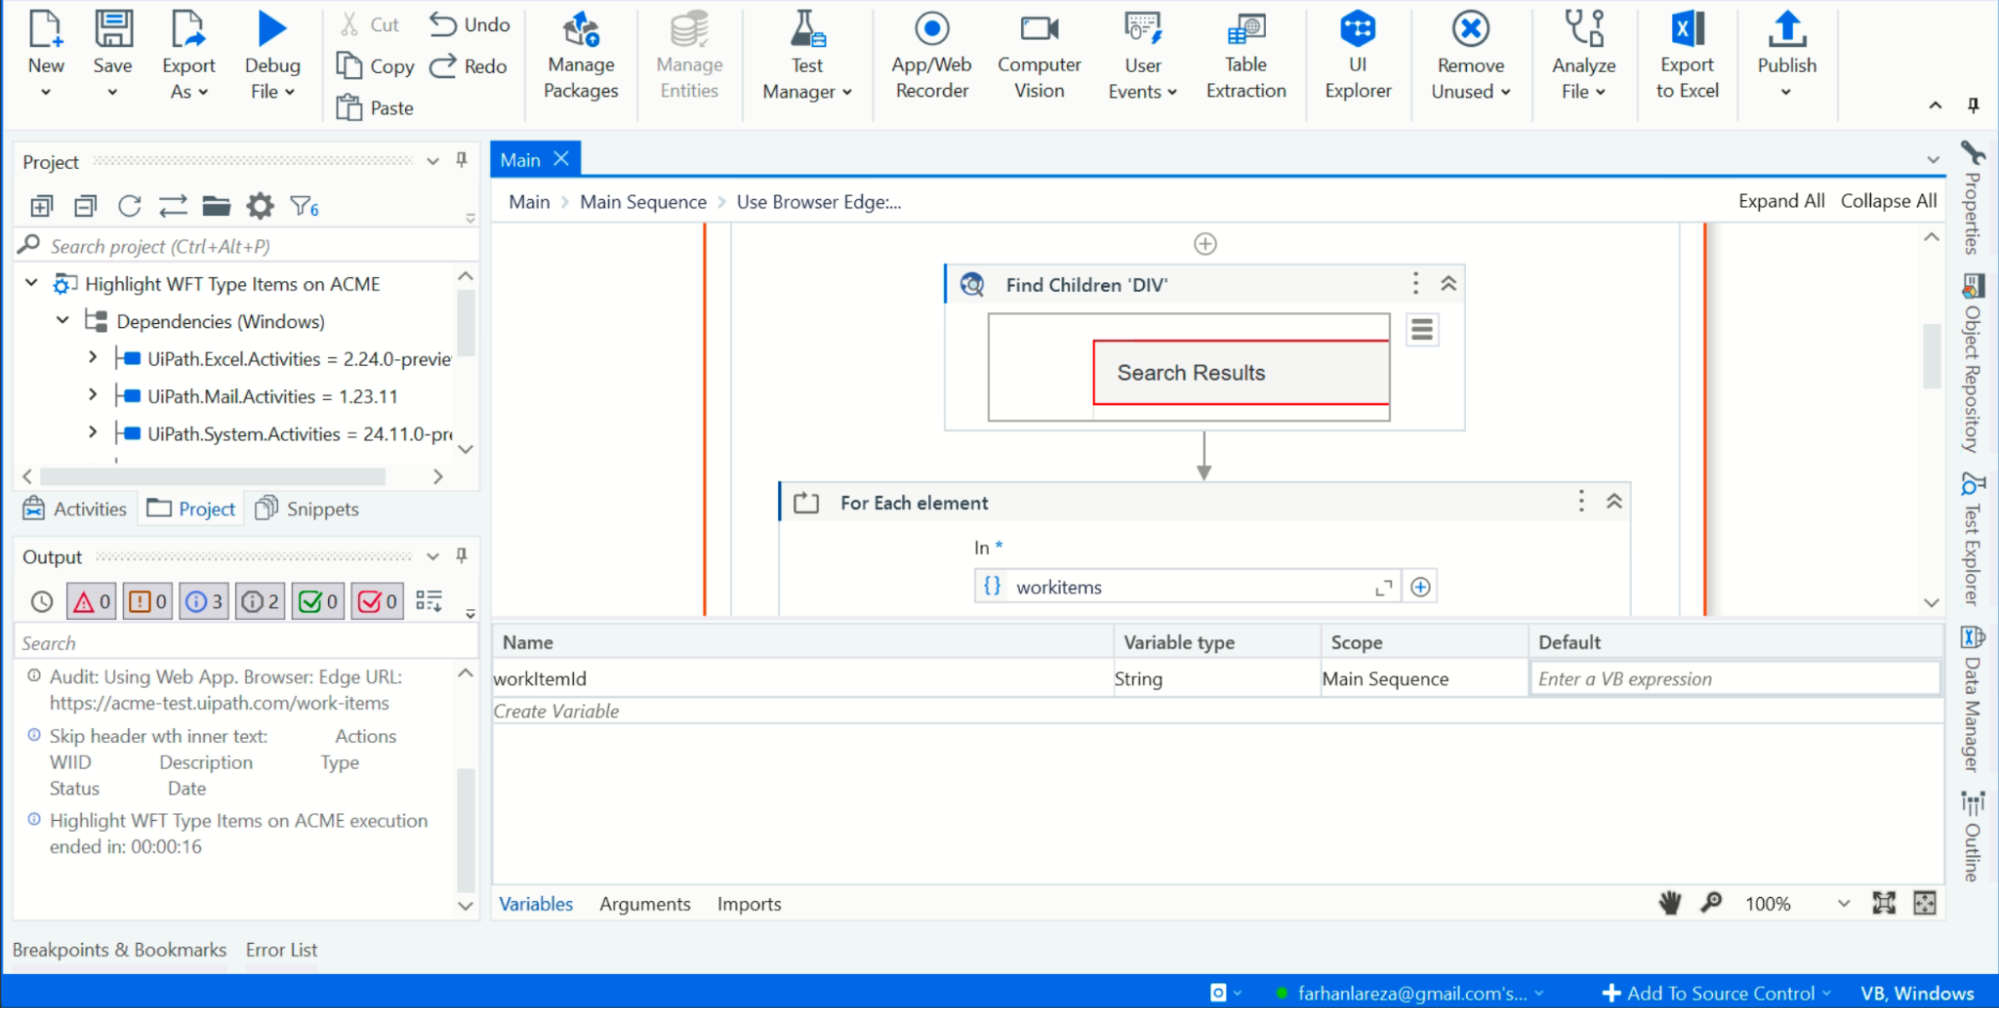 New
Save
Export
As
Debug
File
Cut
Copy
Paste
Undo
Redo
Manage
Packages
Manage
Entities
Test
Manager
App/Web
Recorder
Computer
Vision
User
Events
Table
Extraction
UI
Explorer
Remove
Unused
Analyze
File
Export
to Excel
Publish
Project
6
Search project (Ctrl+Alt+P)
Highlight WFT Type Items on ACME
Dependencies (Windows)
UiPath.Excel.Activities = 2.24.0-previe
UiPath.Mail.Activities = 1.23.11
UiPath.System.Activities = 24.11.0-pre
Activities
Project
Snippets
Output
0
0
3
2
0
0
Search
Audit: Using Web App. Browser: Edge URL:
https://acme-test.uipath.com/work-items
Skip header wth inner text: Actions
WIID Description Type
Status Date
Highlight WFT Type Items on ACME execution
ended in: 00:00:16
Breakpoints & Bookmarks
Error List
Main
Main
Main Sequence
Use Browser Edge:...
Expand All
Collapse All
Find Children 'DIV'
Search Results
For Each element
In *
{} workitems
Name Variable type Scope Default
workItemId String Main Sequence Enter a VB expression
Create Variable
Variables
Arguments
Imports
100%
Properties
Object Repository
Test Explorer
Data Manager
Outline
farhanlareza@gmail.com's...
Add To Source Control
VB, Windows